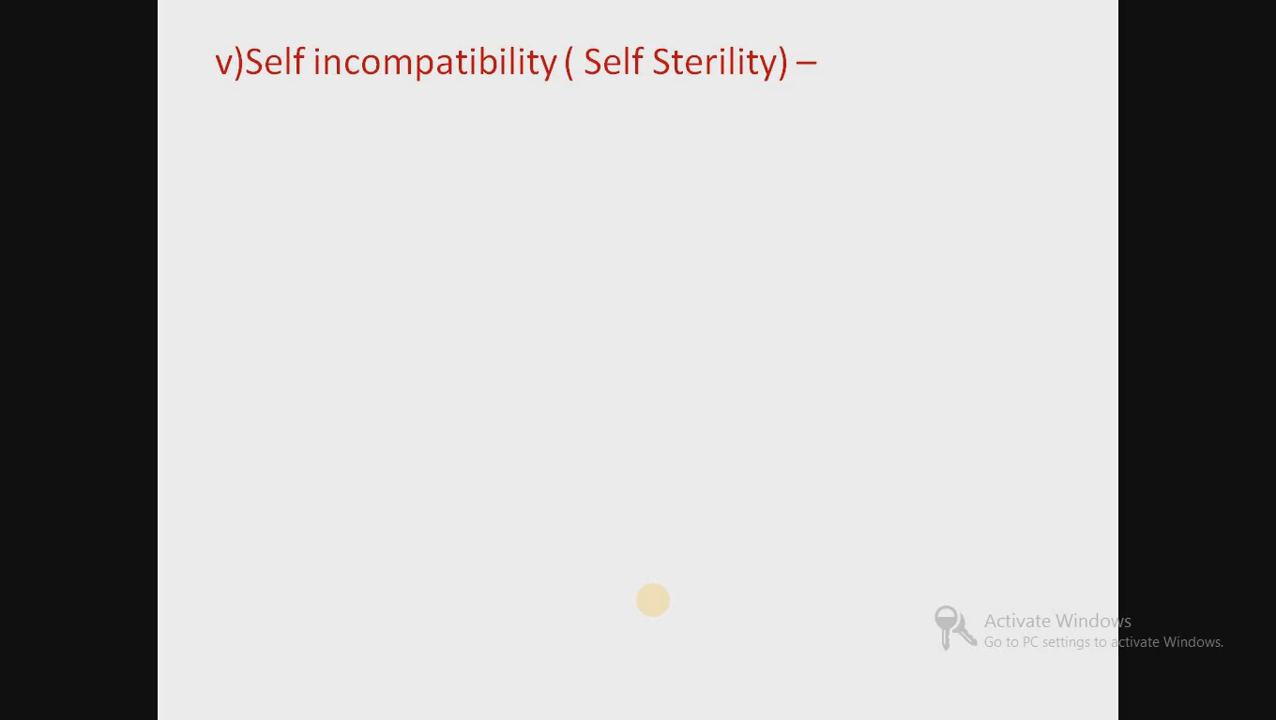 v)Self incompatibility ( Self Sterility) –
Activate Windows
Go to PC settings to activate Windows.